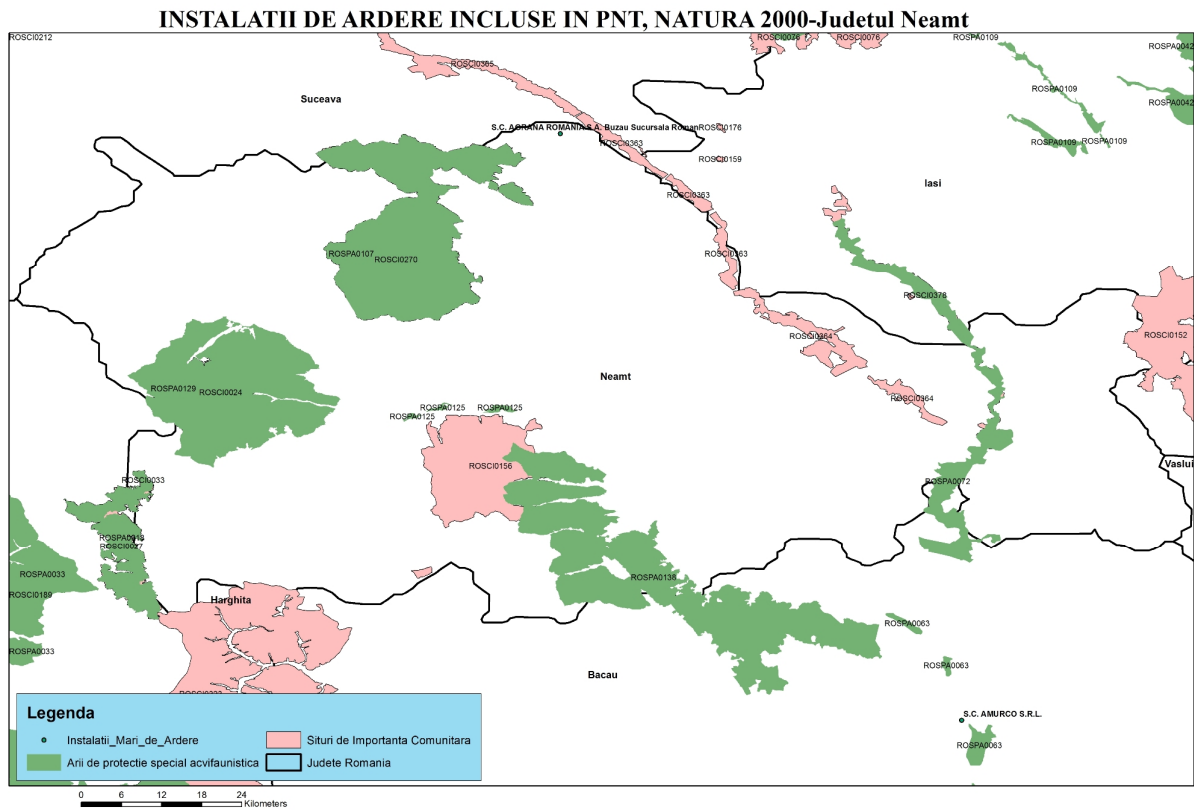 INSTALATII DE ARDERE INCLUSE IN PNT, NATURA 2000-Judetul Neamt
ROSCI0212
ROSCI0076
ROSCI0076
ROSPA0109
ROSPA0042
ROSCI0365
Suceava
ROSPA0109
ROSPA0042
S.C. AGRANA ROMANIA S.A. Buzau Sucursala Roman
ROSCI0176
ROSCI0363
ROSPA0109
ROSPA0109
ROSCI0159
Iasi
ROSCI0363
ROSPA0107
ROSCI0270
ROSCI0363
ROSCI0378
ROSCI0364
ROSCI0152
Neamt
ROSPA0129
ROSCI0024
ROSCI0364
ROSPA0125
ROSPA0125
ROSPA0125
ROSCI0156
Vaslui
ROSCI0033
ROSPA0072
ROSCI0027
ROSPA0033
ROSPA0138
ROSCI0189
Harghita
ROSPA0063
ROSPA0033
ROSPA0063
Bacau
S.C. AMURCO S.R.L.
ROSPA0063
Legenda
Instalatii_Mari_de_Ardere
Situri de Importanta Comunitara
Arii de protectie special acvifaunistica
Judete Romania
0 6 12 18 24
Kilometers